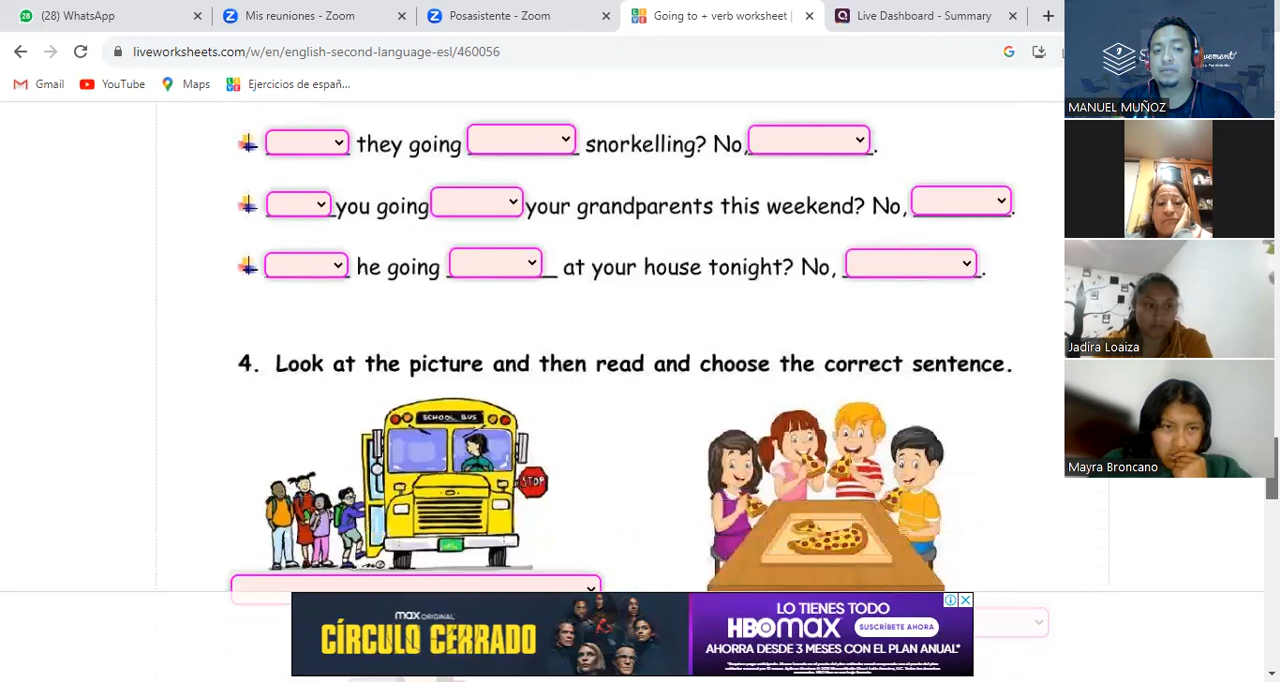 (28) WhatsApp
Mis reuniones - Zoom
Posasistente - Zoom
Going to + verb worksheet |
Live Dashboard - Summary
liveworksheets.com/w/en/english-second-language-esl/460056
Gmail
YouTube
Maps
Ejercicios de españ...
they going snorkelling? No, .
you going your grandparents this weekend? No, .
he going at your house tonight? No, .
4. Look at the picture and then read and choose the correct sentence.
SCHOOL BUS
STOP
max ORIGINAL
CÍRCULO CERRADO
LO TIENES TODO
HBOmax
SUSCRÍBETE AHORA
AHORRA DESDE 3 MESES CON EL PLAN ANUAL*
MANUEL MUÑOZ
Jadira Loaiza
Mayra Broncano